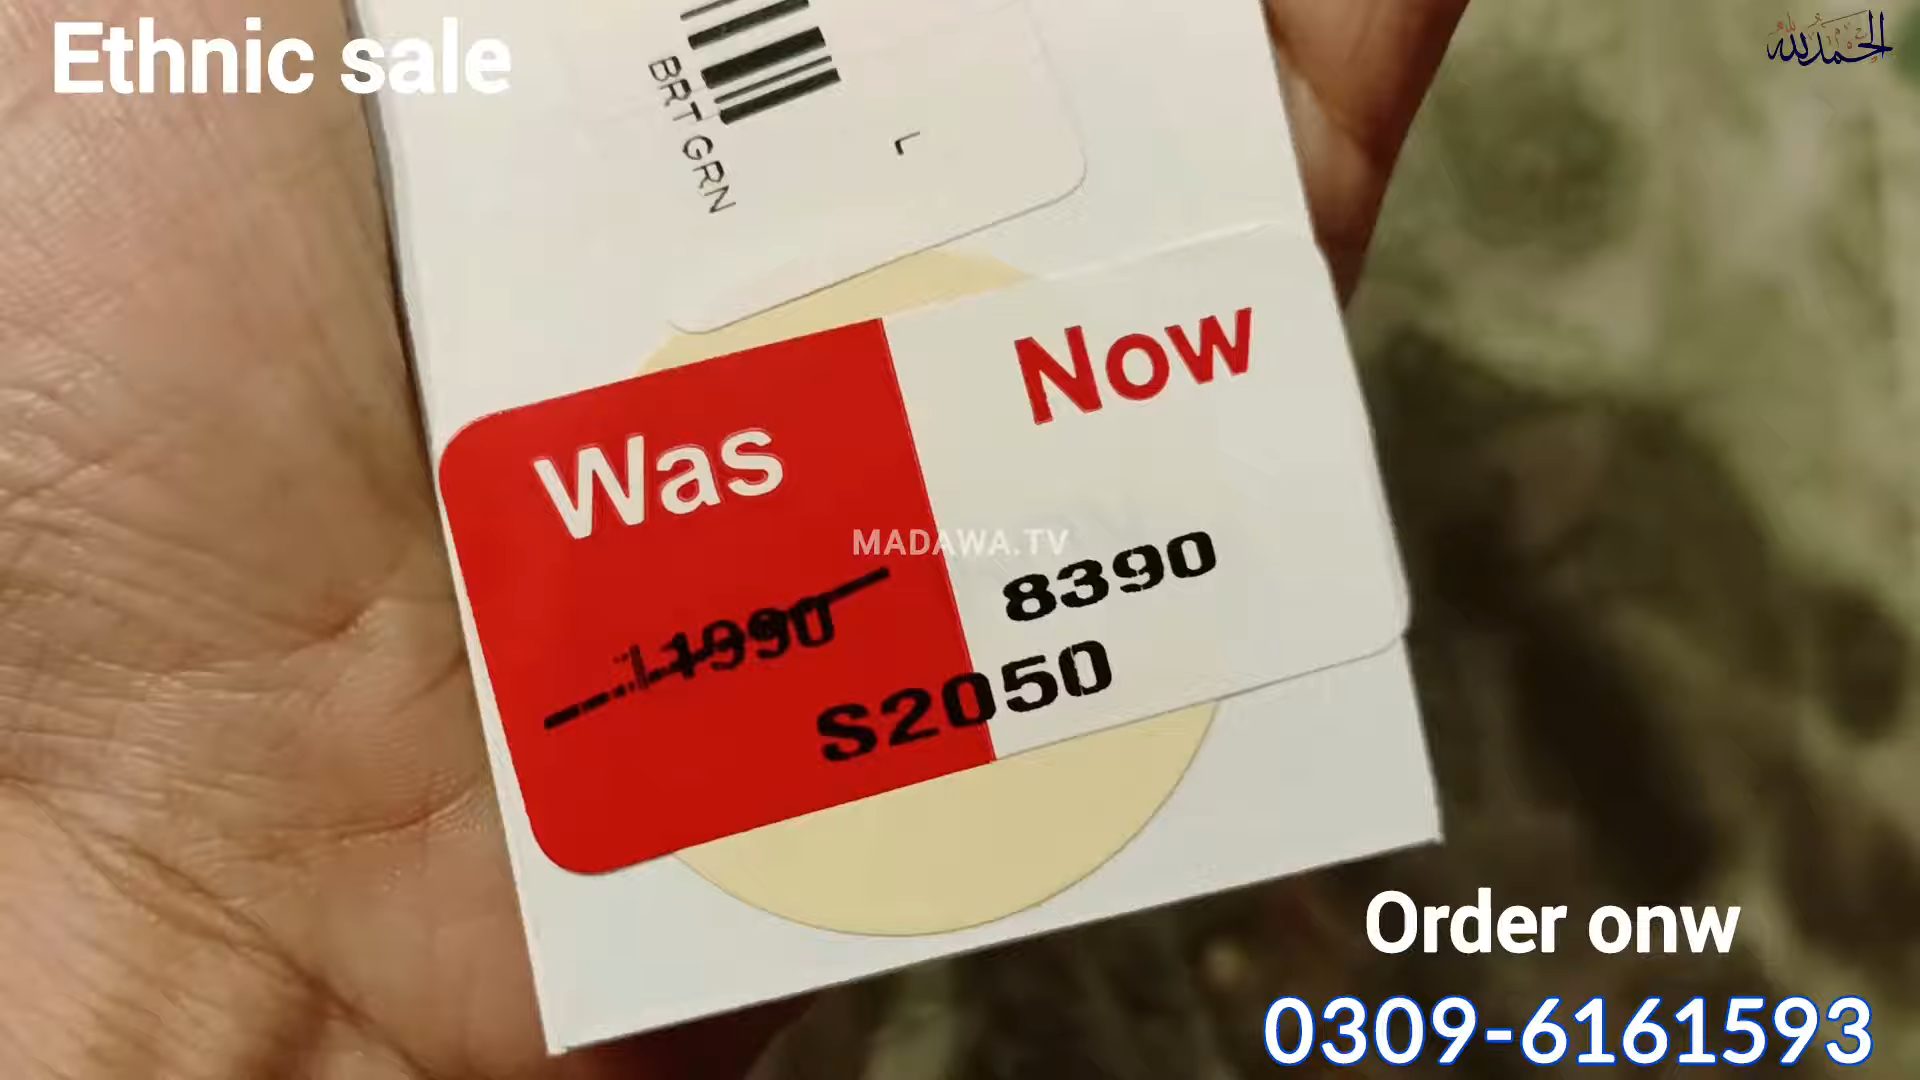 Ethnic sale
الحمدلله
BRT GRN
L
Was
Now
MADAWA.TV
11990
8390
S2050
Order onw
0309-6161593